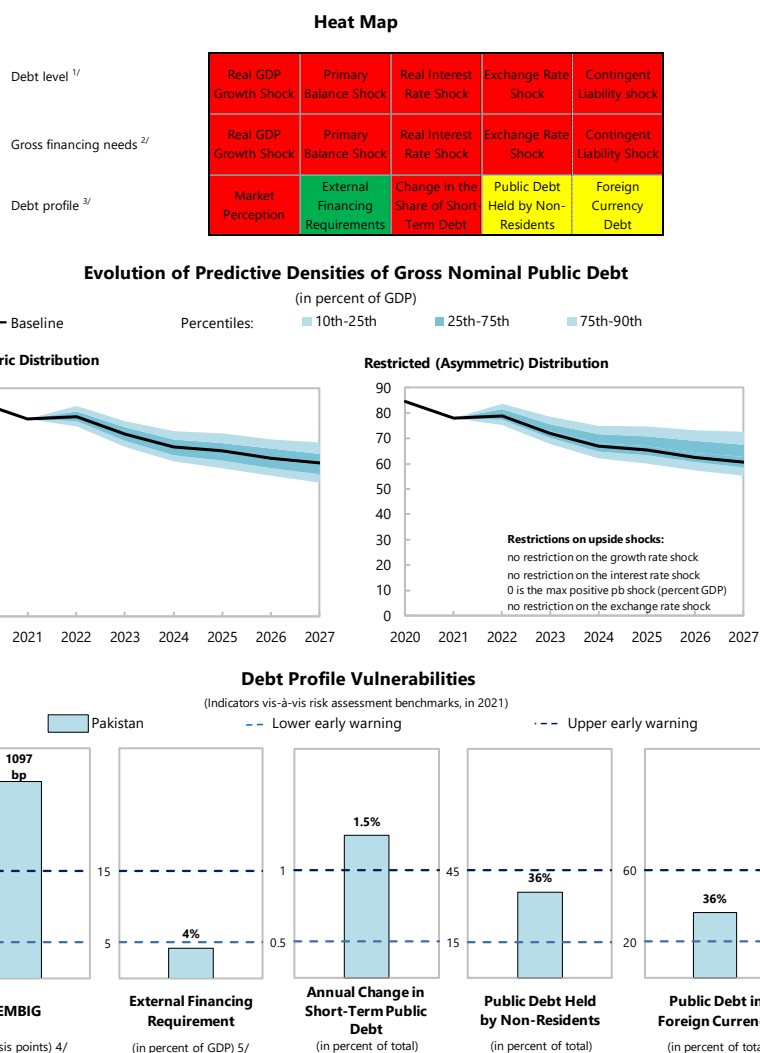 Heat Map
Debt level 1/
Real GDP Growth Shock
Primary Balance Shock
Real Interest Rate Shock
Exchange Rate Shock
Contingent Liability shock
Gross financing needs 2/
Real GDP Growth Shock
Primary Balance Shock
Real Interest Rate Shock
Exchange Rate Shock
Contingent Liability Shock
Debt profile 3/
Market Perception
External Financing Requirements
Change in the Share of Short-Term Debt
Public Debt Held by Non-Residents
Foreign Currency Debt
Evolution of Predictive Densities of Gross Nominal Public Debt
(in percent of GDP)
Baseline
Percentiles:
10th-25th
25th-75th
75th-90th
ric Distribution
Restricted (Asymmetric) Distribution
90
80
70
60
50
40
30
20
10
0
Restrictions on upside shocks:
no restriction on the growth rate shock
no restriction on the interest rate shock
0 is the max positive pb shock (percent GDP)
no restriction on the exchange rate shock
2021 2022 2023 2024 2025 2026 2027
2020 2021 2022 2023 2024 2025 2026 2027
Debt Profile Vulnerabilities
(Indicators vis-à-vis risk assessment benchmarks, in 2021)
Pakistan
Lower early warning
Upper early warning
1097
bp
15
5
4%
1
0.5
1.5%
45
15
36%
60
20
36%
EMBIG
sis points) 4/
External Financing
Requirement
(in percent of GDP) 5/
Annual Change in
Short-Term Public
Debt
(in percent of total)
Public Debt Held
by Non-Residents
(in percent of total)
Public Debt in
Foreign Curren
(in percent of tota